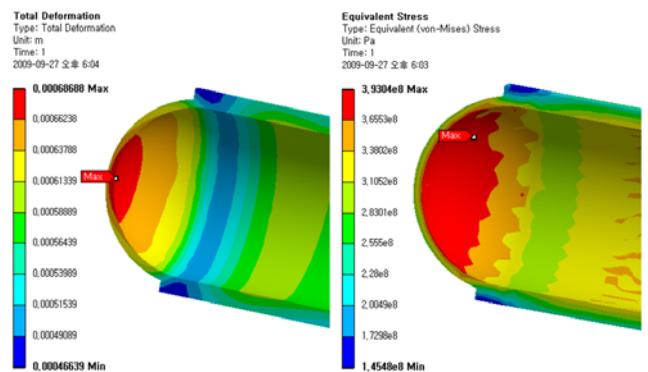 Total Deformation
Type: Total Deformation
Unit: m
Time: 1
2009-09-27 오후 6:04
0,00068688 Max
0,00066238
0,00063788
0,00061339
0,00058889
0,00056439
0,00053989
0,00051539
0,00049089
0,00046639 Min
Max
Equivalent Stress
Type: Equivalent (von-Mises) Stress
Unit: Pa
Time: 1
2009-09-27 오후 6:03
3,9304e8 Max
3,6553e8
3,3802e8
3,1052e8
2,8301e8
2,555e8
2,28e8
2,0049e8
1,7298e8
1,4548e8 Min
Max